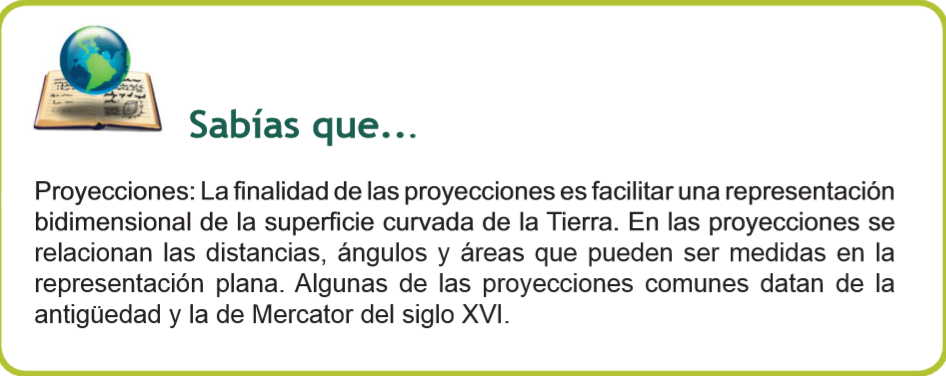 Sabías que...
Proyecciones: La finalidad de las proyecciones es facilitar una representación
bidimensional de la superficie curvada de la Tierra. En las proyecciones se
relacionan las distancias, ángulos y áreas que pueden ser medidas en la
representación plana. Algunas de las proyecciones comunes datan de la
antigüedad y la de Mercator del siglo XVI.